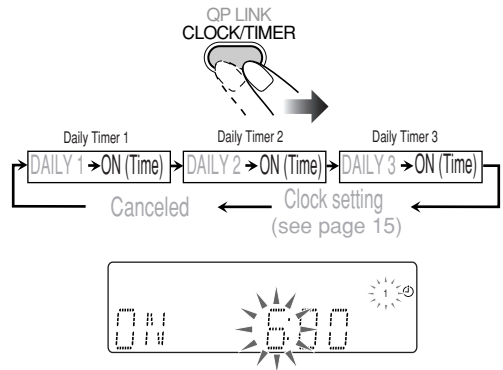 QP LINK
CLOCK/TIMER
Daily Timer 1 Daily Timer 2 Daily Timer 3
DAILY 1 ➔ ON (Time) DAILY 2 ➔ ON (Time) DAILY 3 ➔ ON (Time)
Canceled Clock setting
(see page 15)
1
ON 6:00